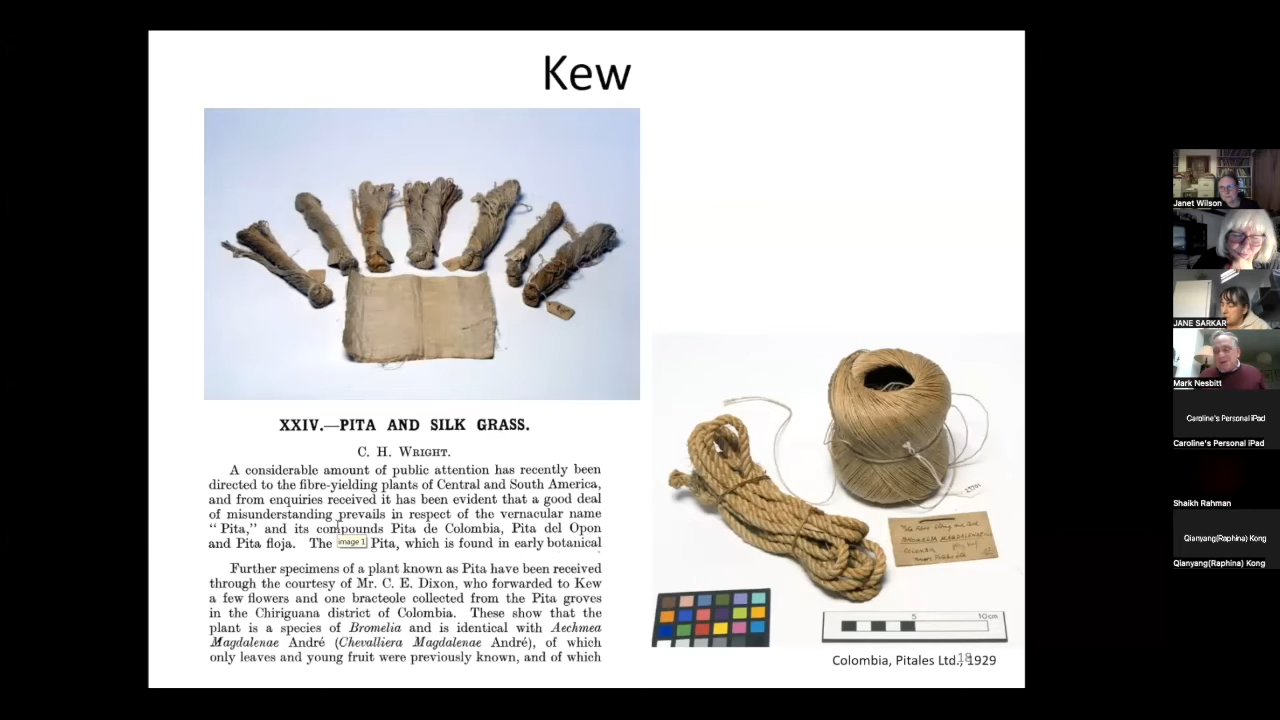 Kew
XXIV.—PITA AND SILK GRASS.
C. H. WRIGHT.
A considerable amount of public attention has recently been
directed to the fibre-yielding plants of Central and South America,
and from enquiries received it has been evident that a good deal
of misunderstanding prevails in respect of the vernacular name
“ Pita,” and its compounds Pita de Colombia, Pita del Opon
and Pita floja. The Pita, which is found in early botanical
image 1
Further specimens of a plant known as Pita have been received
through the courtesy of Mr. C. E. Dixon, who forwarded to Kew
a few flowers and one bracteole collected from the Pita groves
in the Chiriguana district of Colombia. These show that the
plant is a species of Bromelia and is identical with Aechmea
Magdalenae André (Chevalliera Magdalenae André), of which
only leaves and young fruit were previously known, and of which
5
10cm
Colombia, Pitales Ltd., 1929
18
Janet Wilson
JANE SARKAR
Mark Nesbitt
Caroline's Personal iPad
Caroline's Personal iPad
Shaikh Rahman
Qianyang(Raphina) Kong
Qianyang(Raphina) Kong